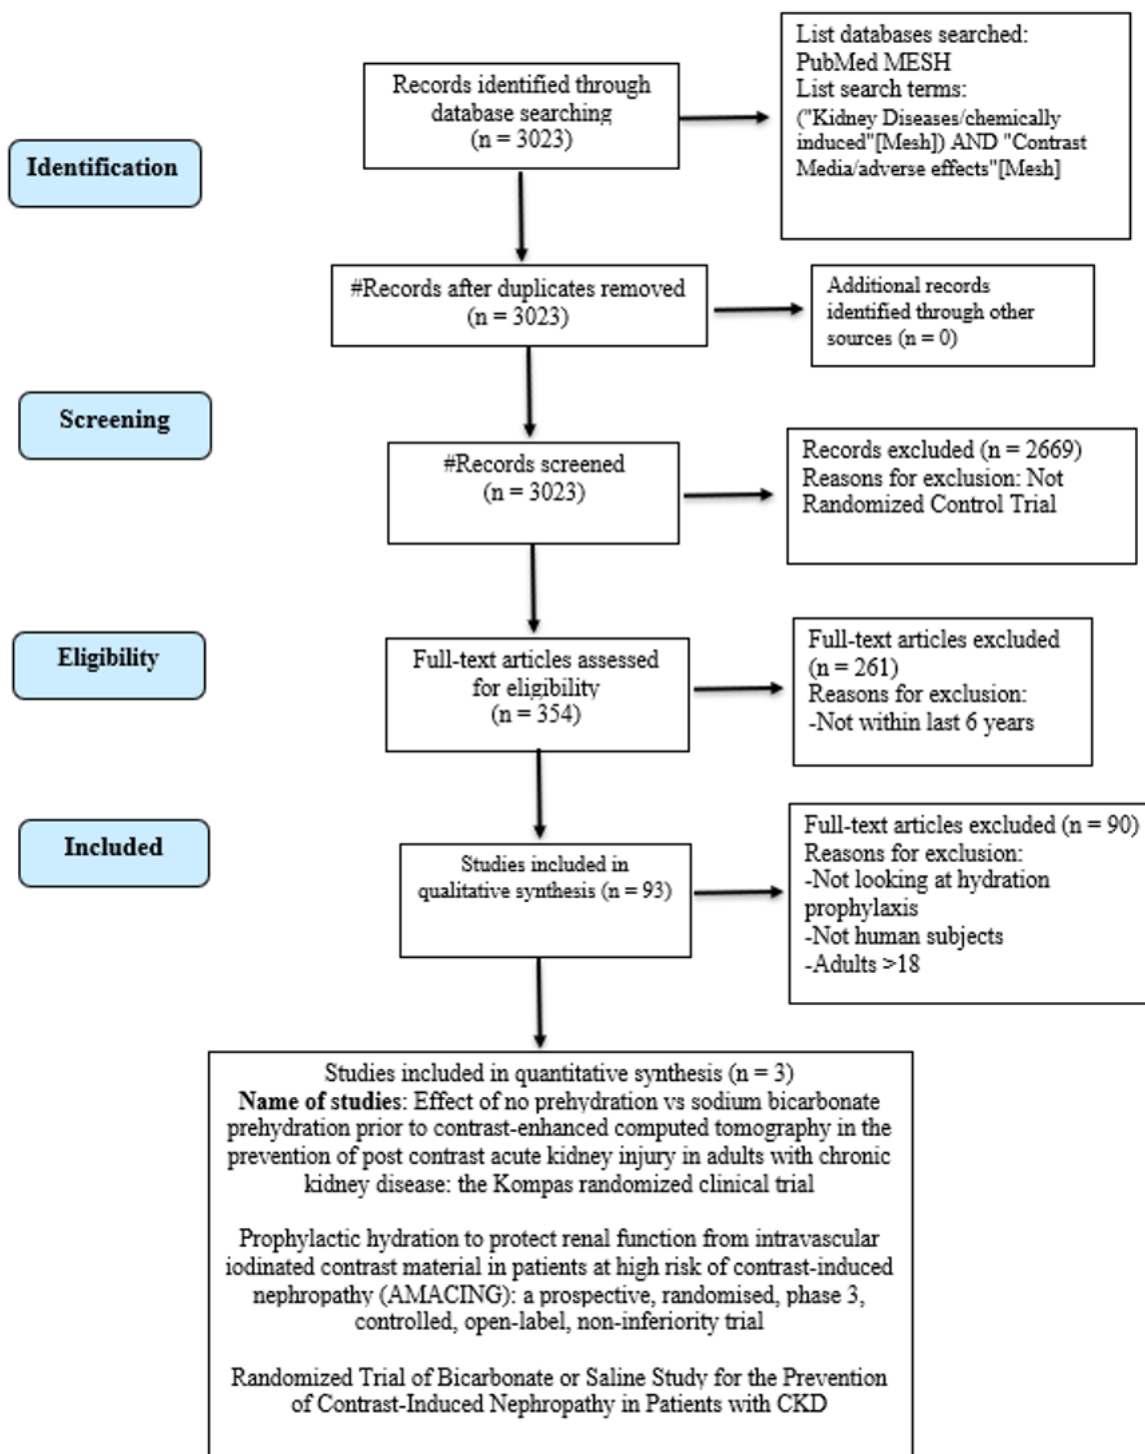 Identification
Records identified through
database searching
(n = 3023)
List databases searched:
PubMed MESH
List search terms:
("Kidney Diseases/chemically
induced"[Mesh]) AND "Contrast
Media/adverse effects"[Mesh]
#Records after duplicates removed
(n = 3023)
Additional records
identified through other
sources (n = 0)
Screening
#Records screened
(n = 3023)
Records excluded (n = 2669)
Reasons for exclusion: Not
Randomized Control Trial
Eligibility
Full-text articles assessed
for eligibility
(n = 354)
Full-text articles excluded
(n = 261)
Reasons for exclusion:
-Not within last 6 years
Included
Studies included in
qualitative synthesis (n = 93)
Full-text articles excluded (n = 90)
Reasons for exclusion:
-Not looking at hydration
prophylaxis
-Not human subjects
-Adults >18
Studies included in quantitative synthesis (n = 3)
Name of studies: Effect of no prehydration vs sodium bicarbonate
prehydration prior to contrast-enhanced computed tomography in the
prevention of post contrast acute kidney injury in adults with chronic
kidney disease: the Kompas randomized clinical trial
Prophylactic hydration to protect renal function from intravascular
iodinated contrast material in patients at high risk of contrast-induced
nephropathy (AMACING): a prospective, randomised, phase 3,
controlled, open-label, non-inferiority trial
Randomized Trial of Bicarbonate or Saline Study for the Prevention
of Contrast-Induced Nephropathy in Patients with CKD